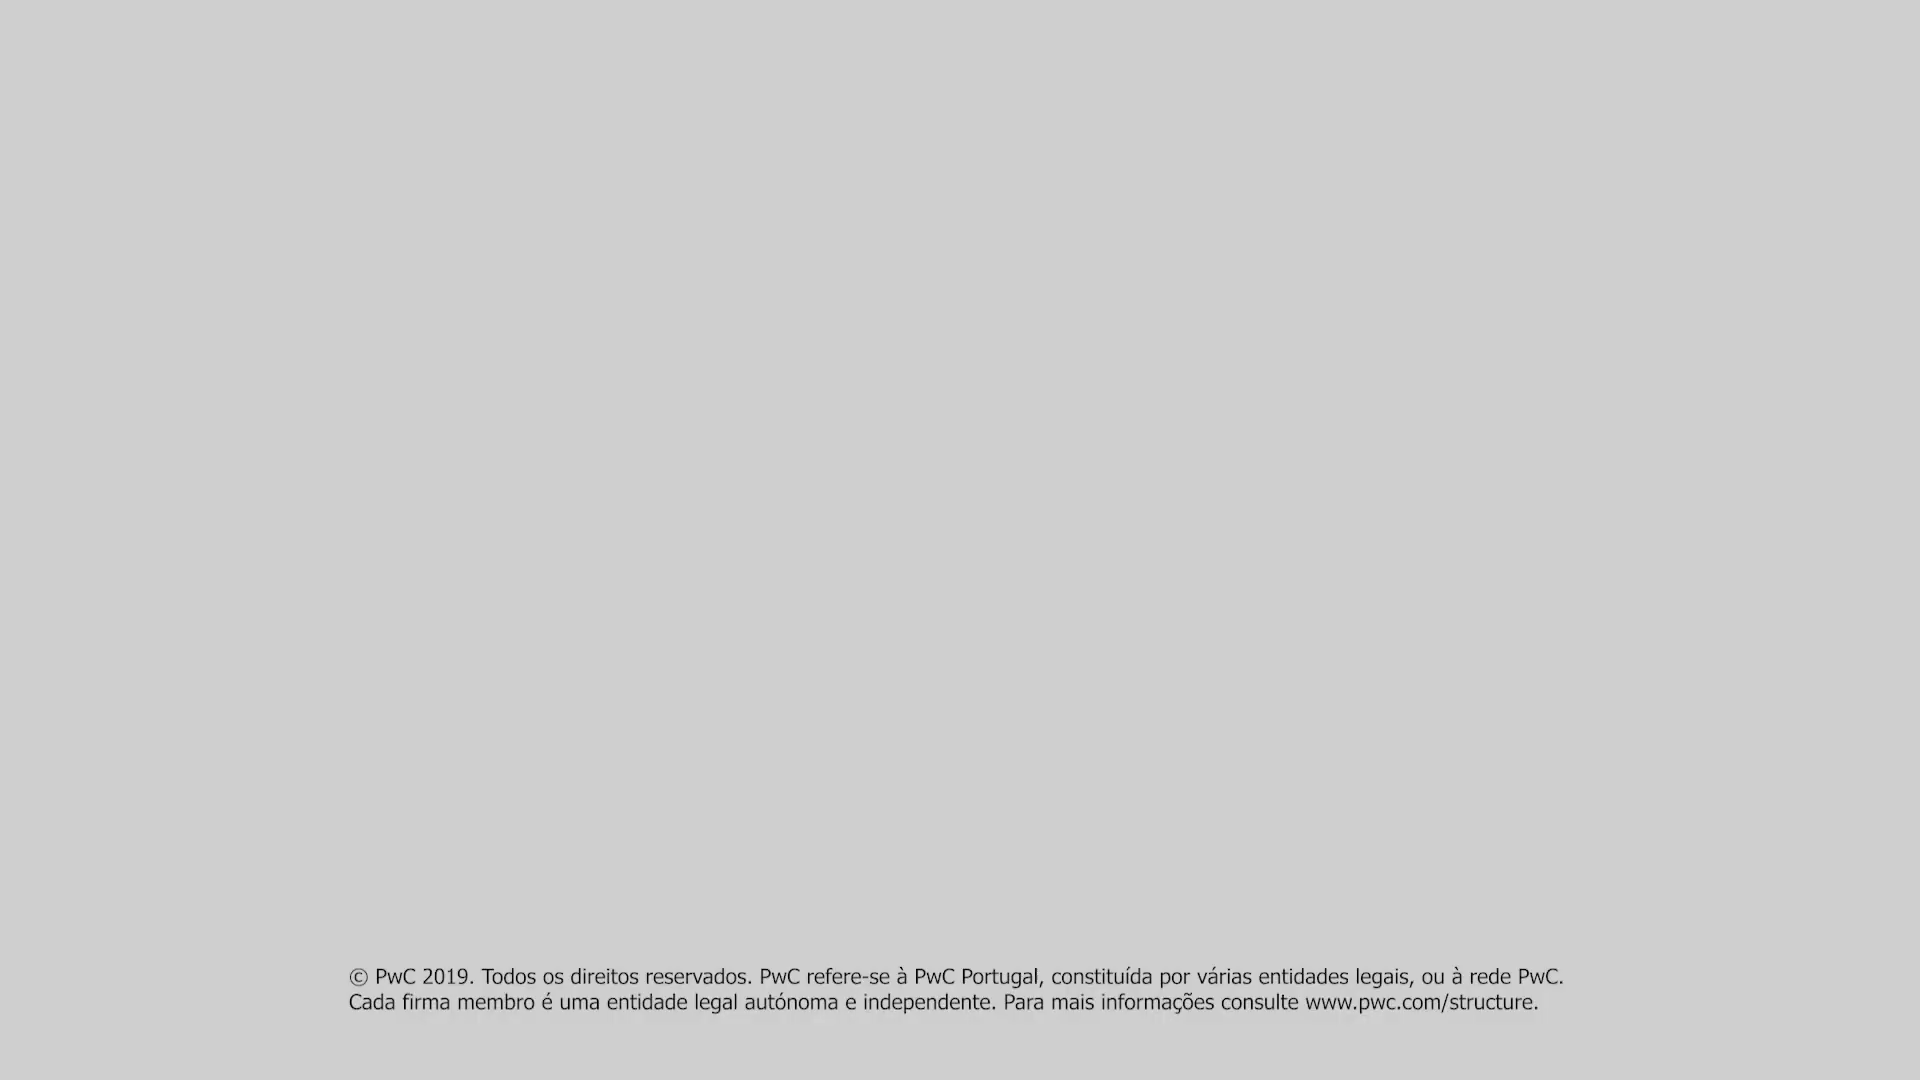 © PwC 2019. Todos os direitos reservados. PwC refere-se à PwC Portugal, constituída por várias entidades legais, ou à rede PwC.
Cada firma membro é uma entidade legal autónoma e independente. Para mais informações consulte www.pwc.com/structure.